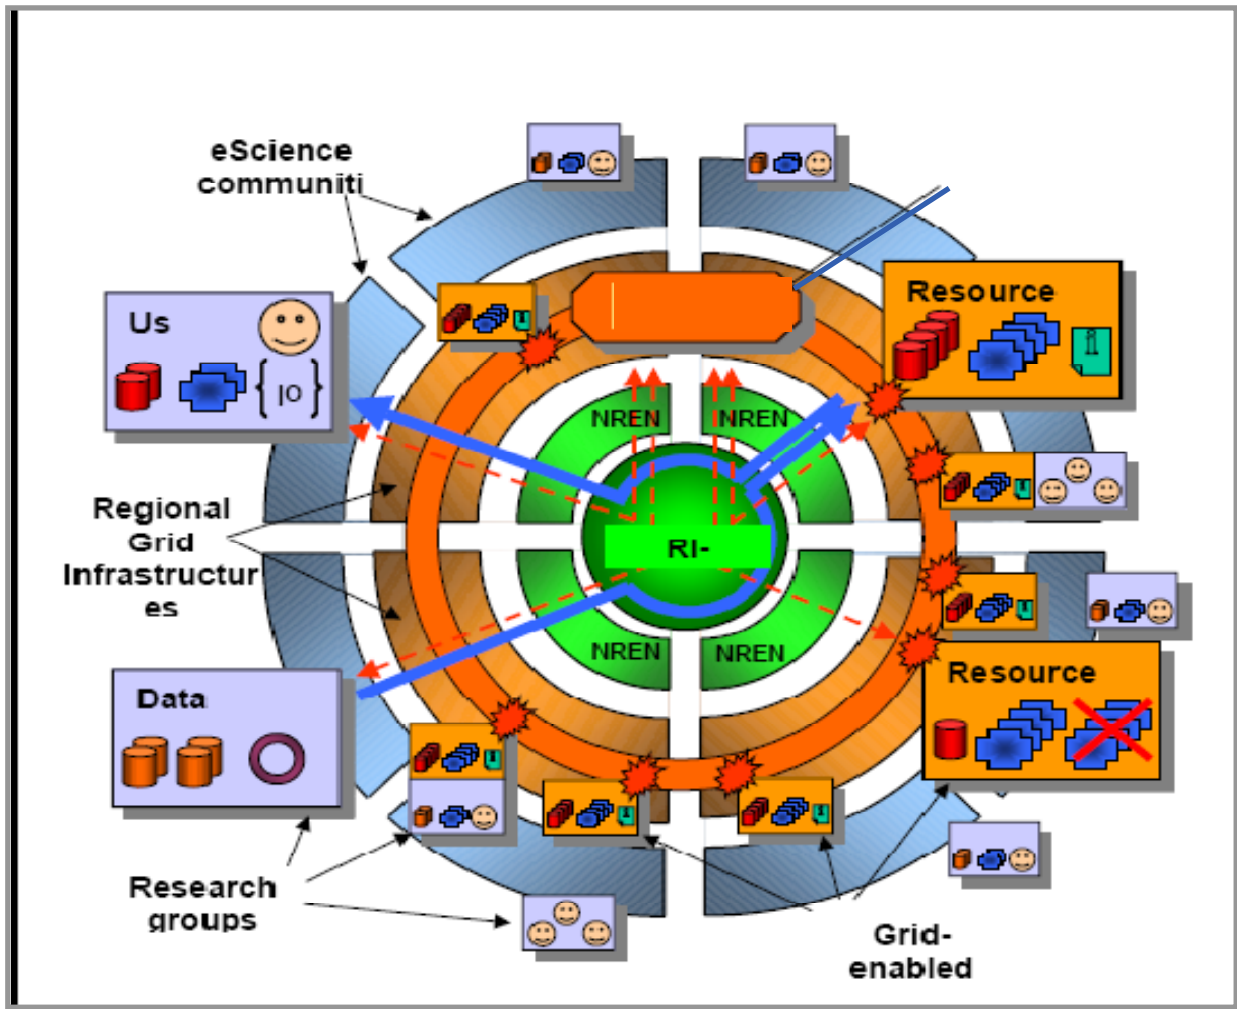 eScience
communiti
Us
{ |o }
Resource
i
NREN
NREN
Regional
Grid
Infrastructur
es
RI-
NREN
NREN
Resource
Data
Research
groups
Grid-
enabled